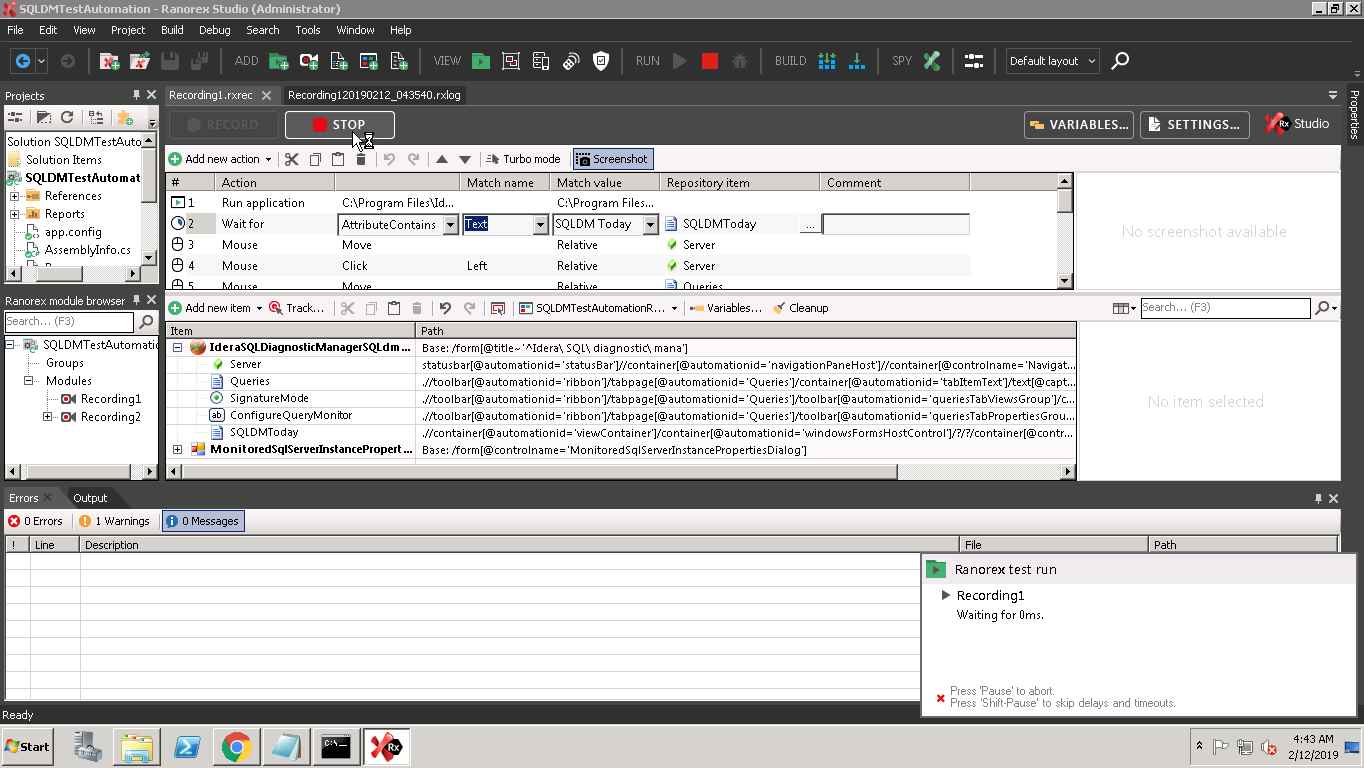 SQLDMTestAutomation - Ranorex Studio (Administrator)
File Edit View Project Build Debug Search Tools Window Help
ADD VIEW RUN BUILD SPY Default layout
Projects
Recording1.rxrec Recording120190212_043540.rxlog
Properties
RECORD STOP VARIABLES... SETTINGS... Rx Studio
Solution SQLDMTestAuto
Solution Items
SQLDMTestAutomat
References
Reports
app.config
AssemblyInfo.cs
Add new action Turbo mode Screenshot
# Action Match name Match value Repository item Comment
1 Run application C:\Program Files\Ide... C:\Program Files...
2 Wait for AttributeContains Text SQLDM Today SQLDMToday ...
3 Mouse Move Relative Server
4 Mouse Click Left Relative Server
5 Mouse Move Relative Queries
No screenshot available
Ranorex module browser
Search... (F3)
SQLDMTestAutomatic
Groups
Modules
Recording1
Recording2
Add new item Track... SQLDMTestAutomationR... Variables... Cleanup Search... (F3)
Item Path
IderaSQLDiagnosticManagerSQLdm ... Base: /form[@title~'^Idera\ SQL\ diagnostic\ mana']
Server statusbar[@automationid='statusBar']//container[@automationid='navigationPaneHost']//container[@controlname='Navigat...
Queries .//toolbar[@automationid='ribbon']/tabpage[@automationid='Queries']/container[@automationid='tabItemText']/text[@capt...
SignatureMode .//toolbar[@automationid='ribbon']/tabpage[@automationid='Queries']/toolbar[@automationid='queriesTabViewsGroup']/c...
ab ConfigureQueryMonitor .//toolbar[@automationid='ribbon']/tabpage[@automationid='Queries']/toolbar[@automationid='queriesTabPropertiesGrou...
SQLDMToday .//container[@automationid='viewContainer']/container[@automationid='windowsFormsHostControl']/?/?/container[@contr...
MonitoredSqlServerInstancePropert ... Base: /form[@controlname='MonitoredSqlServerInstancePropertiesDialog']
No item selected
Errors Output
0 Errors 1 Warnings 0 Messages
! Line Description File Path
Ranorex test run
Recording1
Waiting for 0ms.
Press 'Pause' to abort.
Press 'Shift-Pause' to skip delays and timeouts.
Ready
Start C:\_ Rx 4:43 AM
2/12/2019